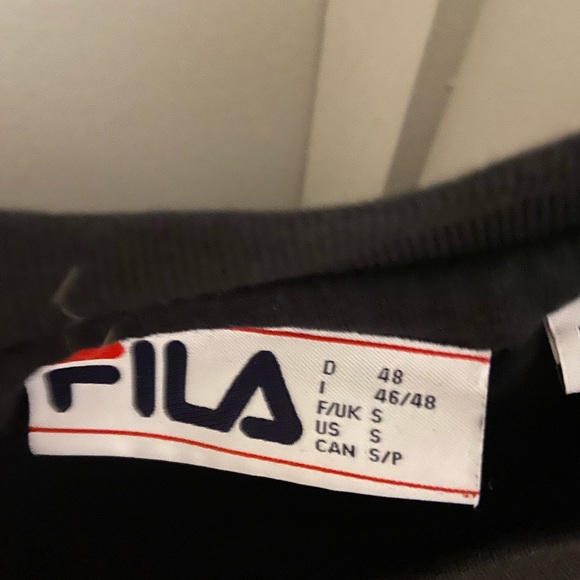 FILA
D 48
I 46/48
F/UK S
US S
CAN S/P